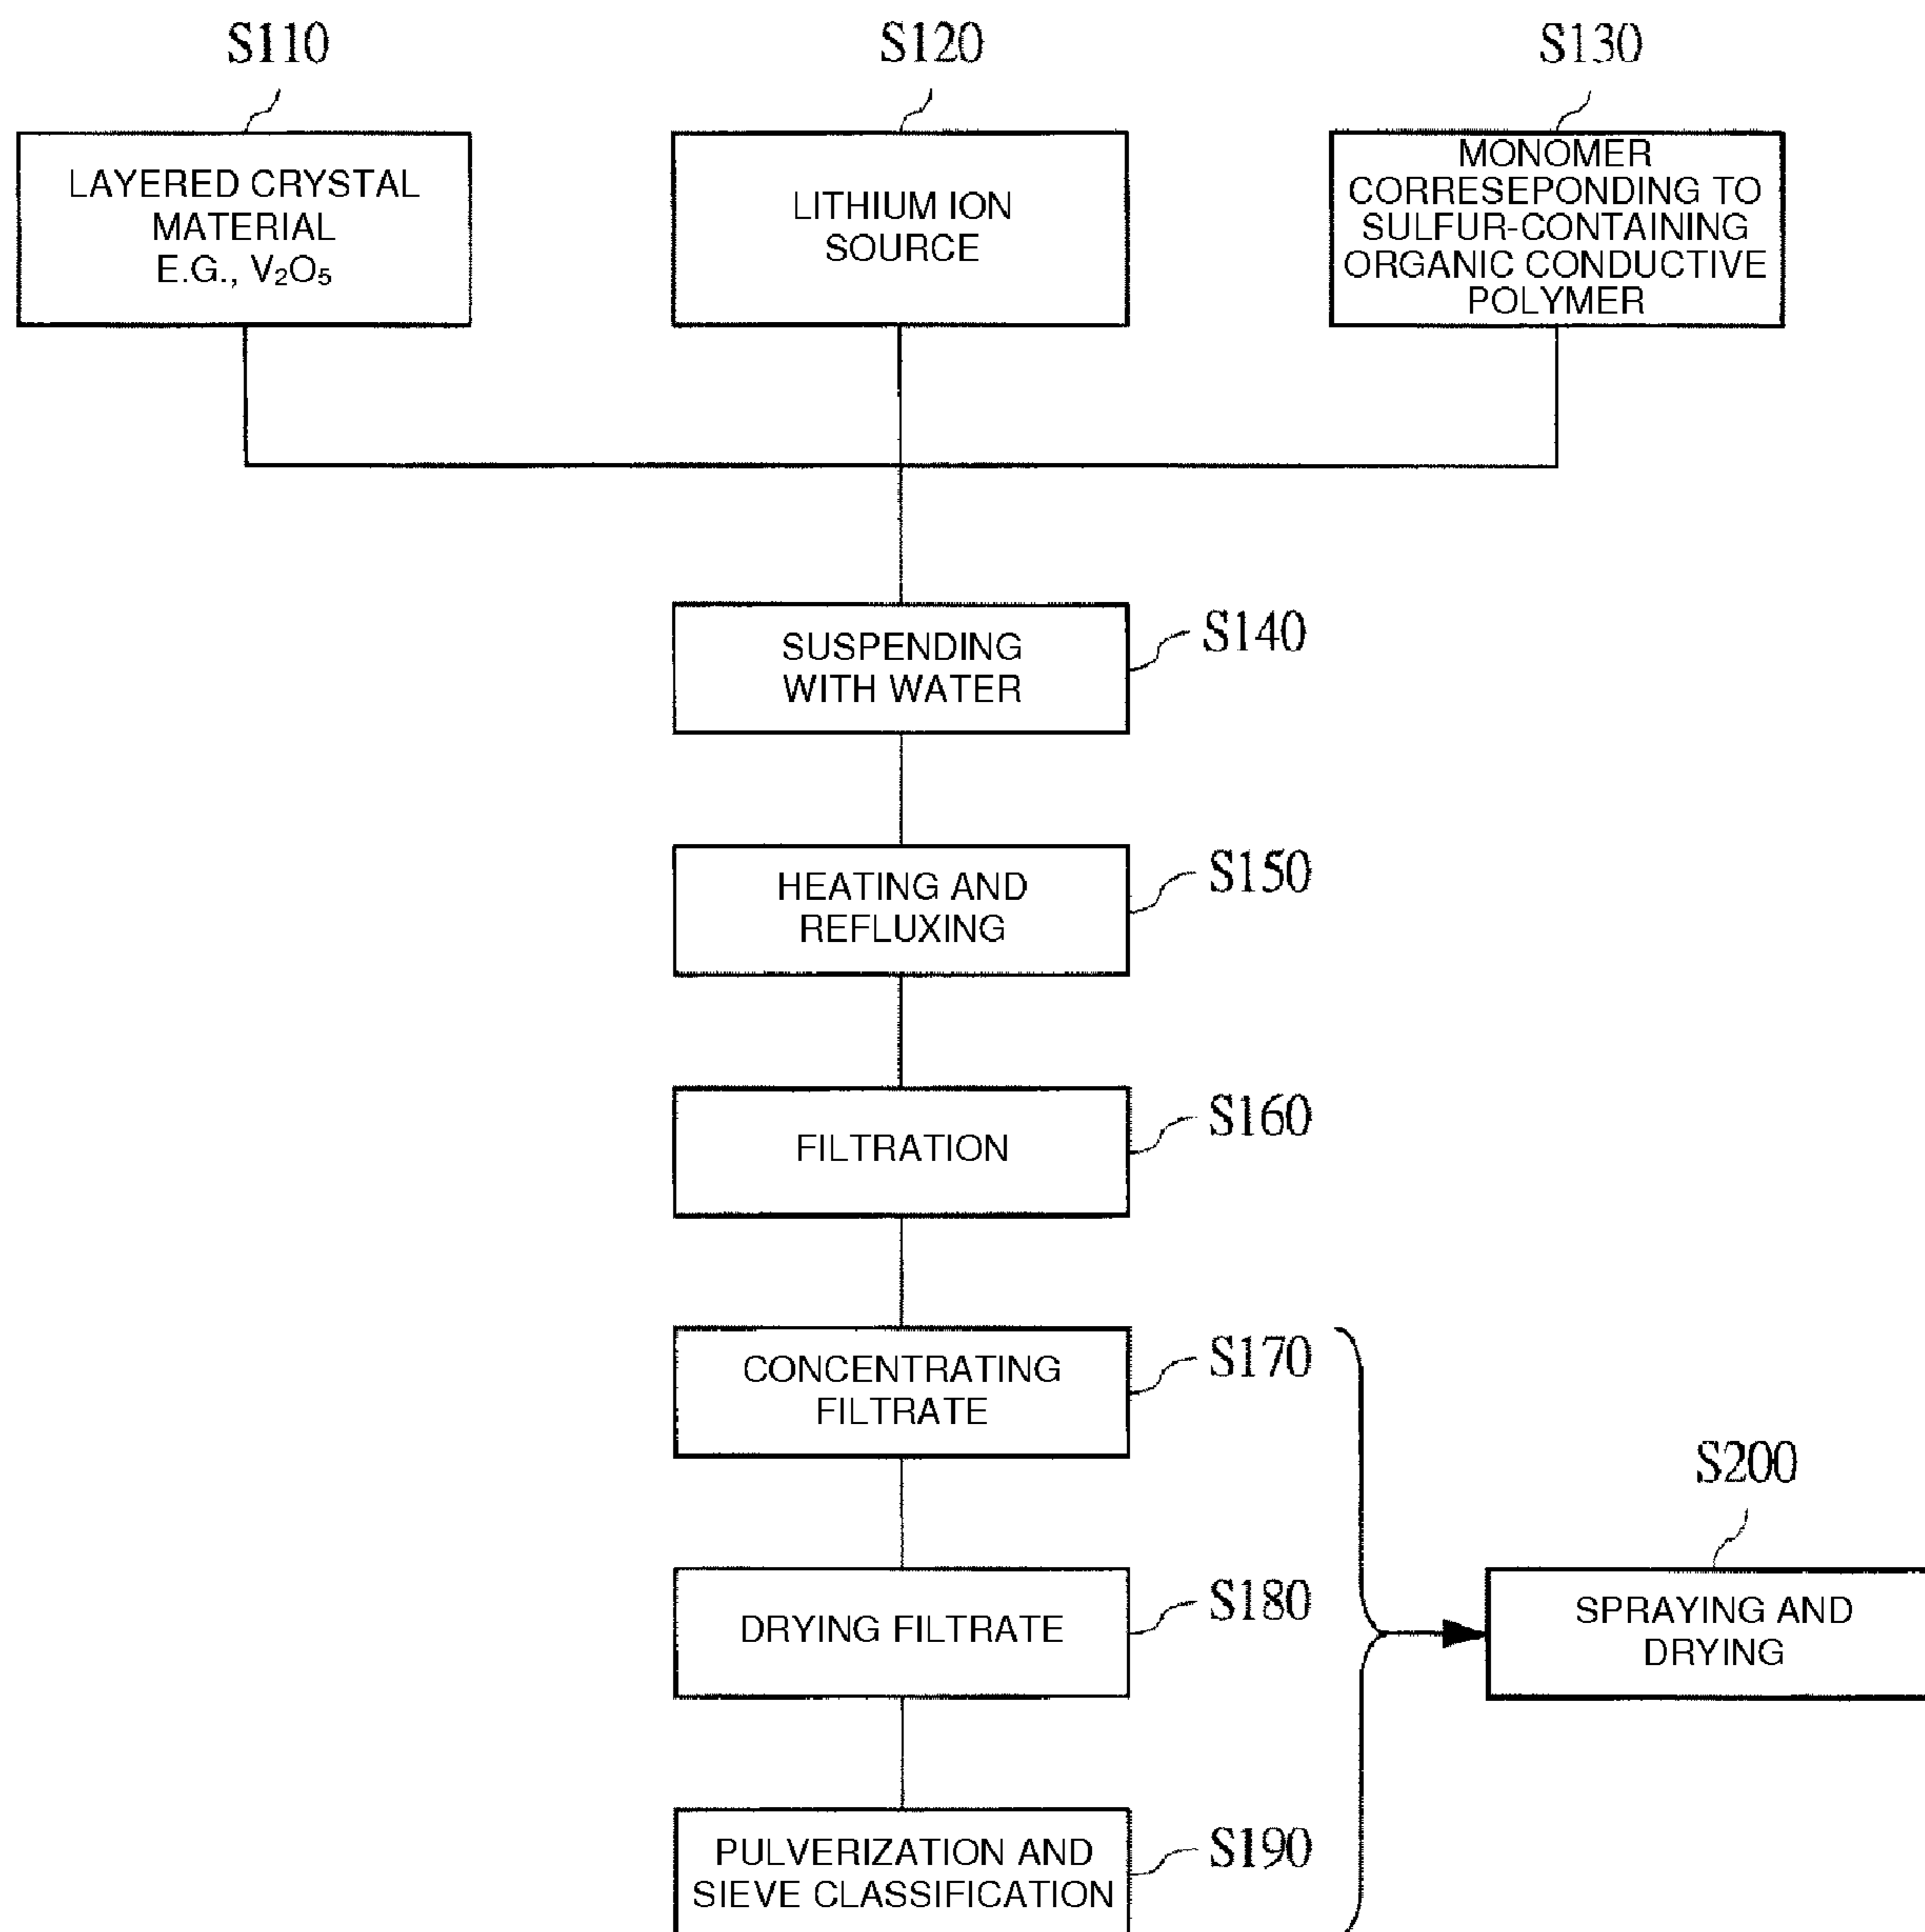 S110
S120
S130
LAYERED CRYSTAL
MATERIAL
E.G., V₂O₅
LITHIUM ION
SOURCE
MONOMER
CORRESEPONDING TO
SULFUR-CONTAINING
ORGANIC CONDUCTIVE
POLYMER
SUSPENDING
WITH WATER
S140
HEATING AND
REFLUXING
S150
FILTRATION
S160
CONCENTRATING
FILTRATE
S170
DRYING FILTRATE
S180
S200
SPRAYING AND
DRYING
PULVERIZATION AND
SIEVE CLASSIFICATION
S190